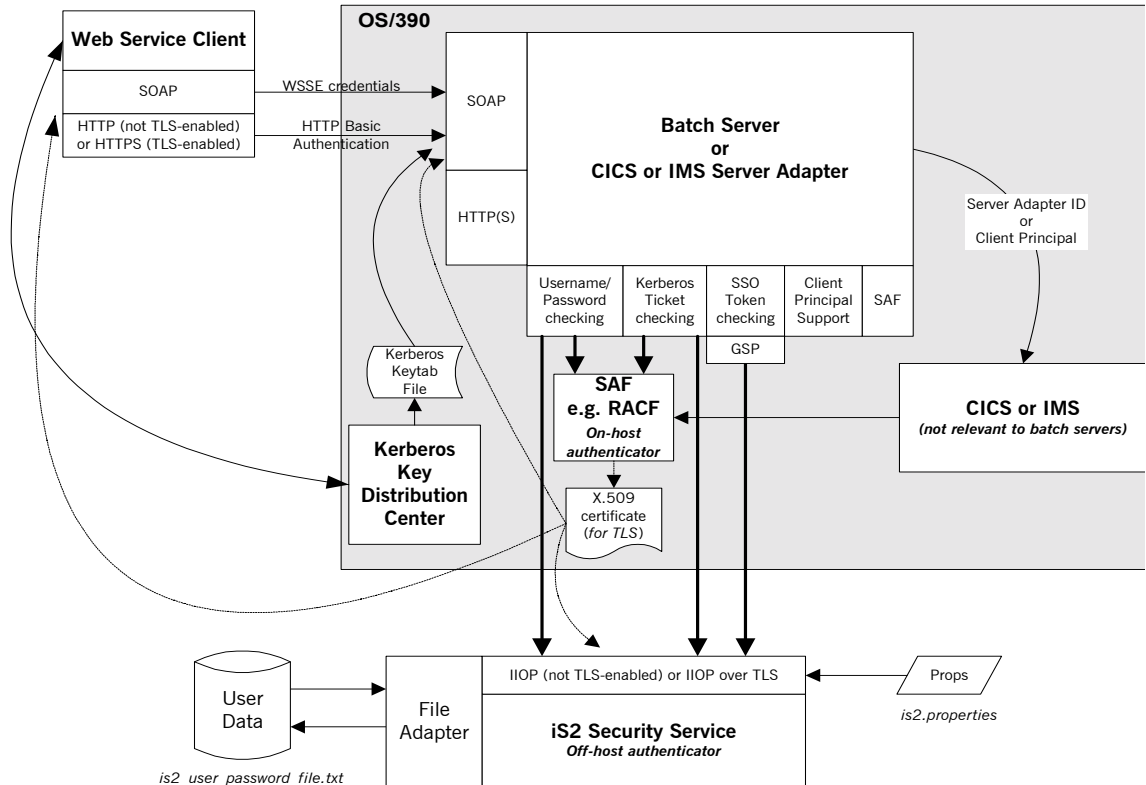 OS/390
Web Service Client
SOAP
HTTP (not TLS-enabled)
or HTTPS (TLS-enabled)
WSSE credentials
HTTP Basic
Authentication
SOAP
HTTP(S)
Batch Server
or
CICS or IMS Server Adapter
Server Adapter ID
or
Client Principal
Username/
Password
checking
Kerberos
Ticket
checking
SSO
Token
checking
Client
Principal
Support
SAF
GSP
Kerberos
Keytab
File
SAF
e.g. RACF
On-host
authenticator
CICS or IMS
(not relevant to batch servers)
Kerberos
Key
Distribution
Center
X.509
certificate
(for TLS)
User
Data
is2_user_password_file.txt
File
Adapter
IIOP (not TLS-enabled) or IIOP over TLS
iS2 Security Service
Off-host authenticator
Props
is2.properties